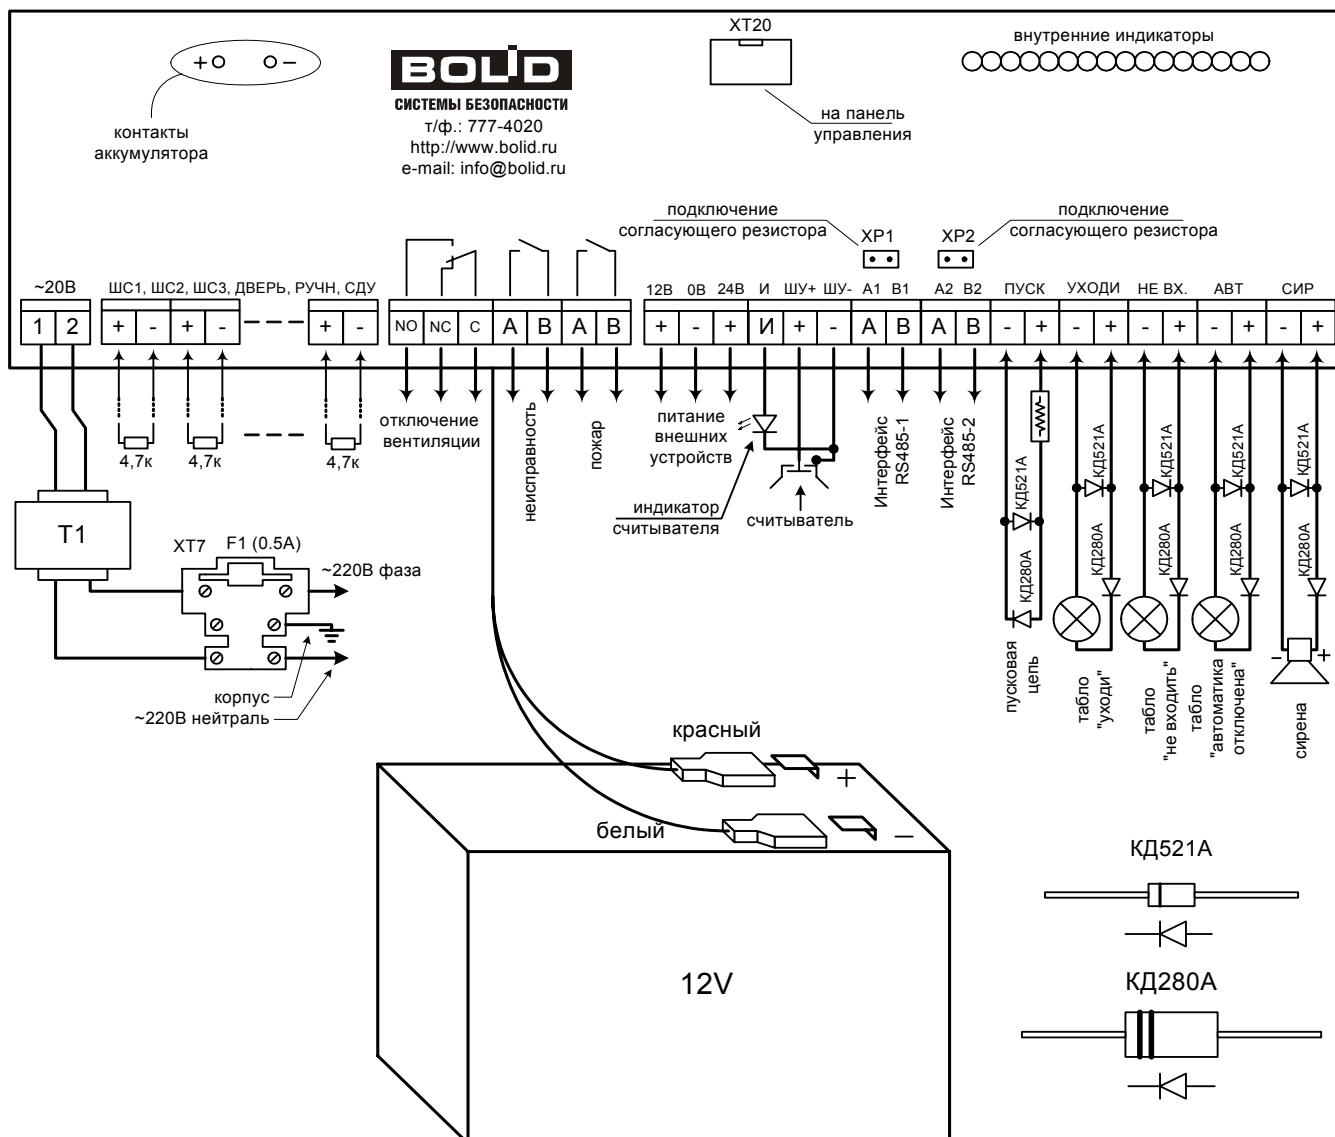 XT20
внутренние индикаторы
+ −
BOLID
СИСТЕМЫ БЕЗОПАСНОСТИ
т/ф.: 777-4020
http://www.bolid.ru
e-mail: info@bolid.ru
контакты
аккумулятора
на панель
управления
подключение
согласующего резистора
XP1
XP2
подключение
согласующего резистора
~20В
ШС1, ШС2, ШС3, ДВЕРЬ, РУЧН, СДУ
12В 0В 24В И ШУ+ ШУ- A1 B1 A2 B2 ПУСК УХОДИ НЕ ВХ. АВТ СИР
1 2 + - + - + - NO NC C A B A B + - + И + - A B A B - + - + - + - + - +
4,7к
4,7к
4,7к
отключение
вентиляции
неисправность
пожар
питание
внешних
устройств
индикатор
считывателя
считыватель
Интерфейс
RS485-1
Интерфейс
RS485-2
КД521А
КД280А
КД521А
КД280А
КД521А
КД280А
КД521А
КД280А
КД521А
КД280А
T1
XT7
F1 (0.5А)
~220В фаза
корпус
~220В нейтраль
пусковая
цепь
табло
"уходи"
табло
"не входить"
табло
"автоматика
отключена"
- +
сирена
красный
+
белый
−
12V
КД521А
КД280А